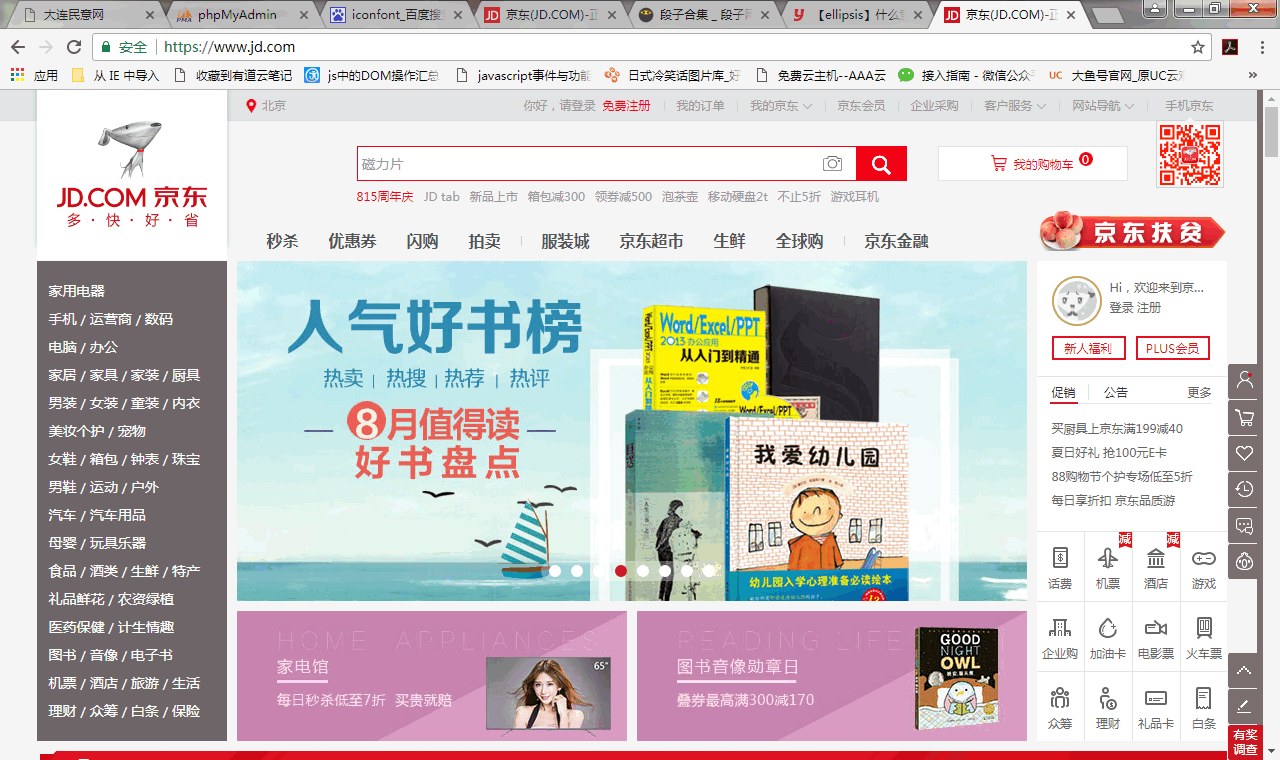 大连民意网
phpMyAdmin
iconfont_百度搜
京东(JD.COM)-正
段子合集 _ 段子网
【ellipsis】什么意
京东(JD.COM)-正
安全
https://www.jd.com
应用
从 IE 中导入
收藏到有道云笔记
js中的DOM操作汇总
javascript事件与功能
日式冷笑话图片库_好
免费云主机--AAA云
接入指南 - 微信公众
UC
大鱼号官网_原UC云
北京
你好，请登录
免费注册
我的订单
我的京东
京东会员
企业采购
客户服务
网站导航
手机京东
JD.COM 京东
多·快·好·省
磁力片
我的购物车
0
815周年庆
JD tab
新品上市
箱包减300
领券减500
泡茶壶
移动硬盘2t
不止5折
游戏耳机
秒杀
优惠券
闪购
拍卖
服装城
京东超市
生鲜
全球购
京东金融
京东扶贫
家用电器
手机 / 运营商 / 数码
电脑 / 办公
家居 / 家具 / 家装 / 厨具
男装 / 女装 / 童装 / 内衣
美妆个护 / 宠物
女鞋 / 箱包 / 钟表 / 珠宝
男鞋 / 运动 / 户外
汽车 / 汽车用品
母婴 / 玩具乐器
食品 / 酒类 / 生鲜 / 特产
礼品鲜花 / 农资绿植
医药保健 / 计生情趣
图书 / 音像 / 电子书
机票 / 酒店 / 旅游 / 生活
理财 / 众筹 / 白条 / 保险
人气好书榜
热卖 | 热搜 | 热荐 | 热评
8月值得读
好书盘点
Word/Excel/PPT
2013 办公应用
从入门到精通
Word/Excel/PPT
我爱幼儿园
幼儿园入学心理准备必读绘本
HOME APPLIANCES
家电馆
每日秒杀低至7折 买贵就赔
65"
READING LIFE
图书音像勋章日
叠券最高满300减170
GOOD
NIGHT
OWL
Hi，欢迎来到京...
登录 注册
新人福利
PLUS会员
促销
公告
更多
买厨具上京东满199减40
夏日好礼 抢100元E卡
88购物节个护专场低至5折
每日享折扣 京东品质游
减
减
话费
机票
酒店
游戏
企业购
加油卡
电影票
火车票
众筹
理财
礼品卡
白条
有奖
调查